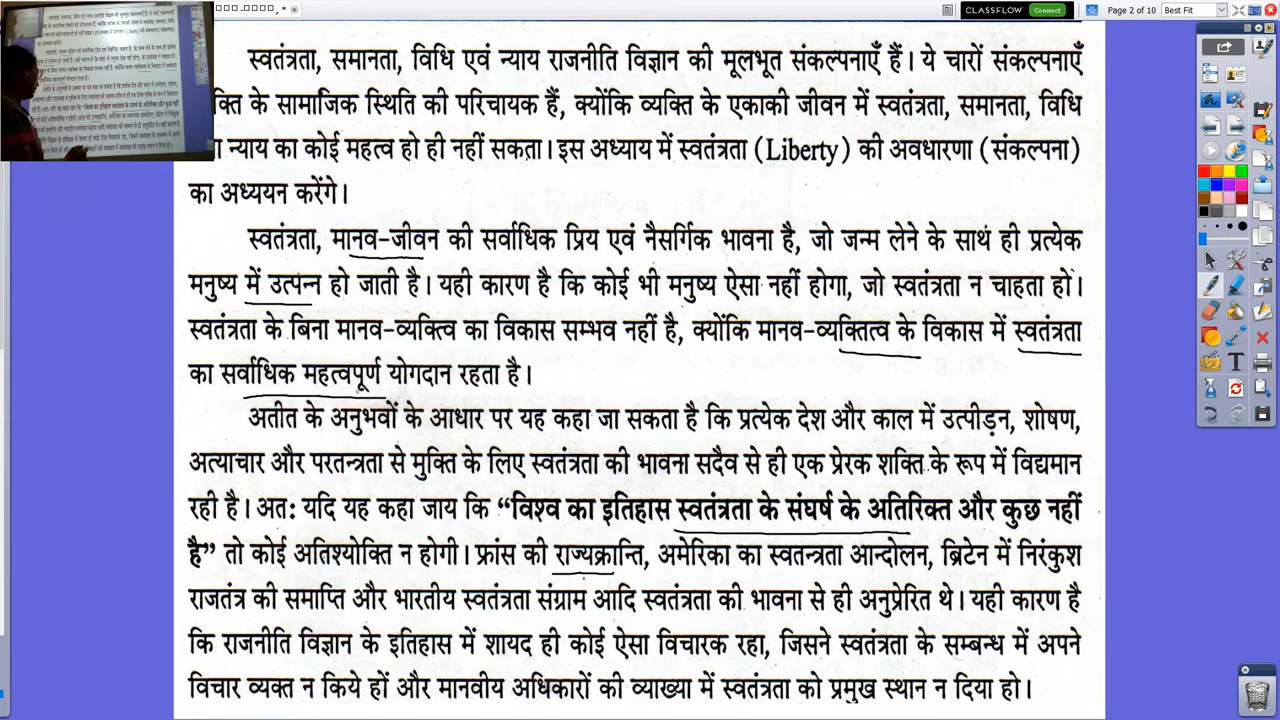 CLASSFLOW Connect Page 2 of 10 Best Fit
स्वतंत्रता, समानता, विधि एवं न्याय राजनीति विज्ञान की मूलभूत संकल्पनाएँ हैं। ये चारों संकल्पनाएँ
के सामाजिक स्थिति की परिचायक हैं, क्योंकि व्यक्ति के एकाकी जीवन में स्वतंत्रता, समानता, विधि
न्याय का कोई महत्व हो ही नहीं सकता। इस अध्याय में स्वतंत्रता (Liberty) की अवधारणा (संकल्पना)
का अध्ययन करेंगे।
स्वतंत्रता, मानव-जीवन की सर्वाधिक प्रिय एवं नैसर्गिक भावना है, जो जन्म लेने के साथ ही प्रत्येक
मनुष्य में उत्पन्न हो जाती है। यही कारण है कि कोई भी मनुष्य ऐसा नहीं होगा, जो स्वतंत्रता न चाहता हो।
स्वतंत्रता के बिना मानव-व्यक्त्वि का विकास सम्भव नहीं है, क्योंकि मानव-व्यक्तित्व के विकास में स्वतंत्रता
का सर्वाधिक महत्वपूर्ण योगदान रहता है।
अतीत के अनुभवों के आधार पर यह कहा जा सकता है कि प्रत्येक देश और काल में उत्पीड़न, शोषण,
अत्याचार और परतन्त्रता से मुक्ति के लिए स्वतंत्रता की भावना सदैव से ही एक प्रेरक शक्ति के रूप में विद्यमान
रही है। अत: यदि यह कहा जाय कि “विश्व का इतिहास स्वतंत्रता के संघर्ष के अतिरिक्त और कुछ नहीं
है” तो कोई अतिश्योक्ति न होगी। फ्रांस की राज्यक्रान्ति, अमेरिका का स्वतन्त्रता आन्दोलन, ब्रिटेन में निरंकुश
राजतंत्र की समाप्ति और भारतीय स्वतंत्रता संग्राम आदि स्वतंत्रता की भावना से ही अनुप्रेरित थे। यही कारण है
कि राजनीति विज्ञान के इतिहास में शायद ही कोई ऐसा विचारक रहा, जिसने स्वतंत्रता के सम्बन्ध में अपने
विचार व्यक्त न किये हों और मानवीय अधिकारों की व्याख्या में स्वतंत्रता को प्रमुख स्थान न दिया हो।